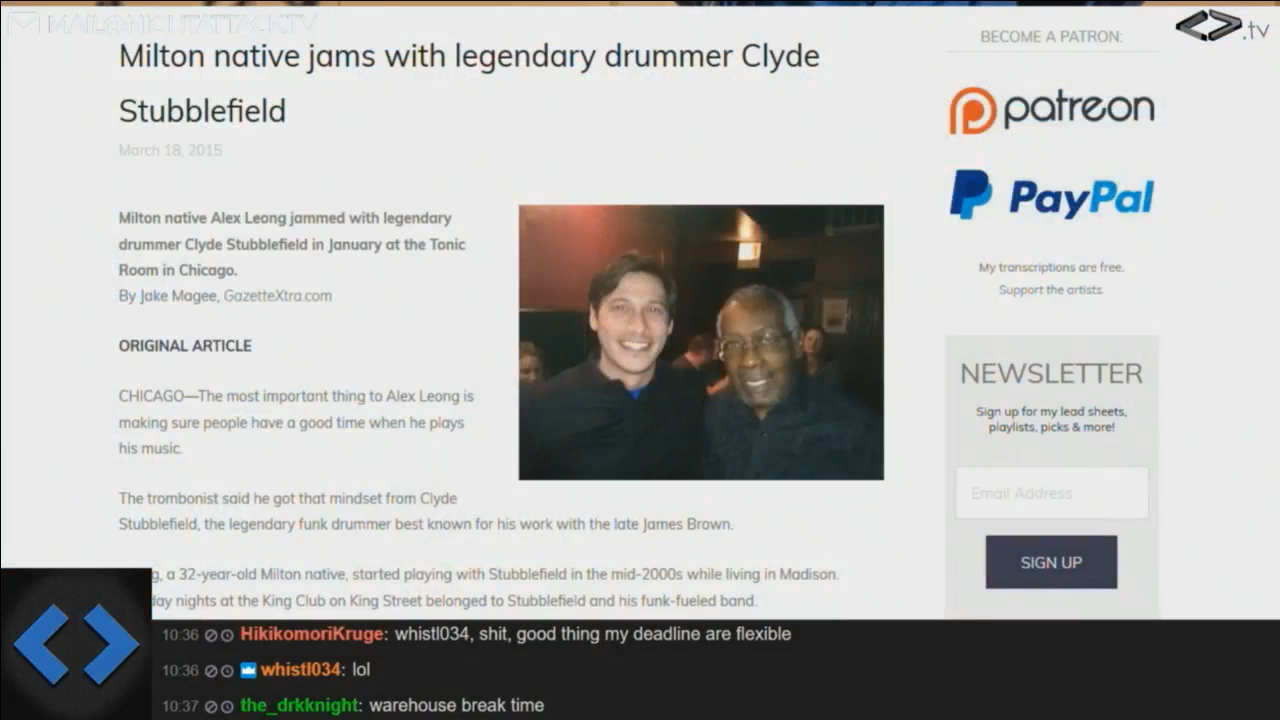 MAIL@NIGHTATTACK.TV
Milton native jams with legendary drummer Clyde
Stubblefield
March 18, 2015
Milton native Alex Leong jammed with legendary
drummer Clyde Stubblefield in January at the Tonic
Room in Chicago.
By Jake Magee, GazetteXtra.com
ORIGINAL ARTICLE
CHICAGO—The most important thing to Alex Leong is
making sure people have a good time when he plays
his music.
The trombonist said he got that mindset from Clyde
Stubblefield, the legendary funk drummer best known for his work with the late James Brown.
g, a 32-year-old Milton native, started playing with Stubblefield in the mid-2000s while living in Madison.
day nights at the King Club on King Street belonged to Stubblefield and his funk-fueled band.
.tv
BECOME A PATRON:
patreon
PayPal
My transcriptions are free.
Support the artists.
NEWSLETTER
Sign up for my lead sheets,
playlists, picks & more!
Email Address
SIGN UP
10:36 HikikomoriKruge: whistl034, shit, good thing my deadline are flexible
10:36 whistl034: lol
10:37 the_drkknight: warehouse break time